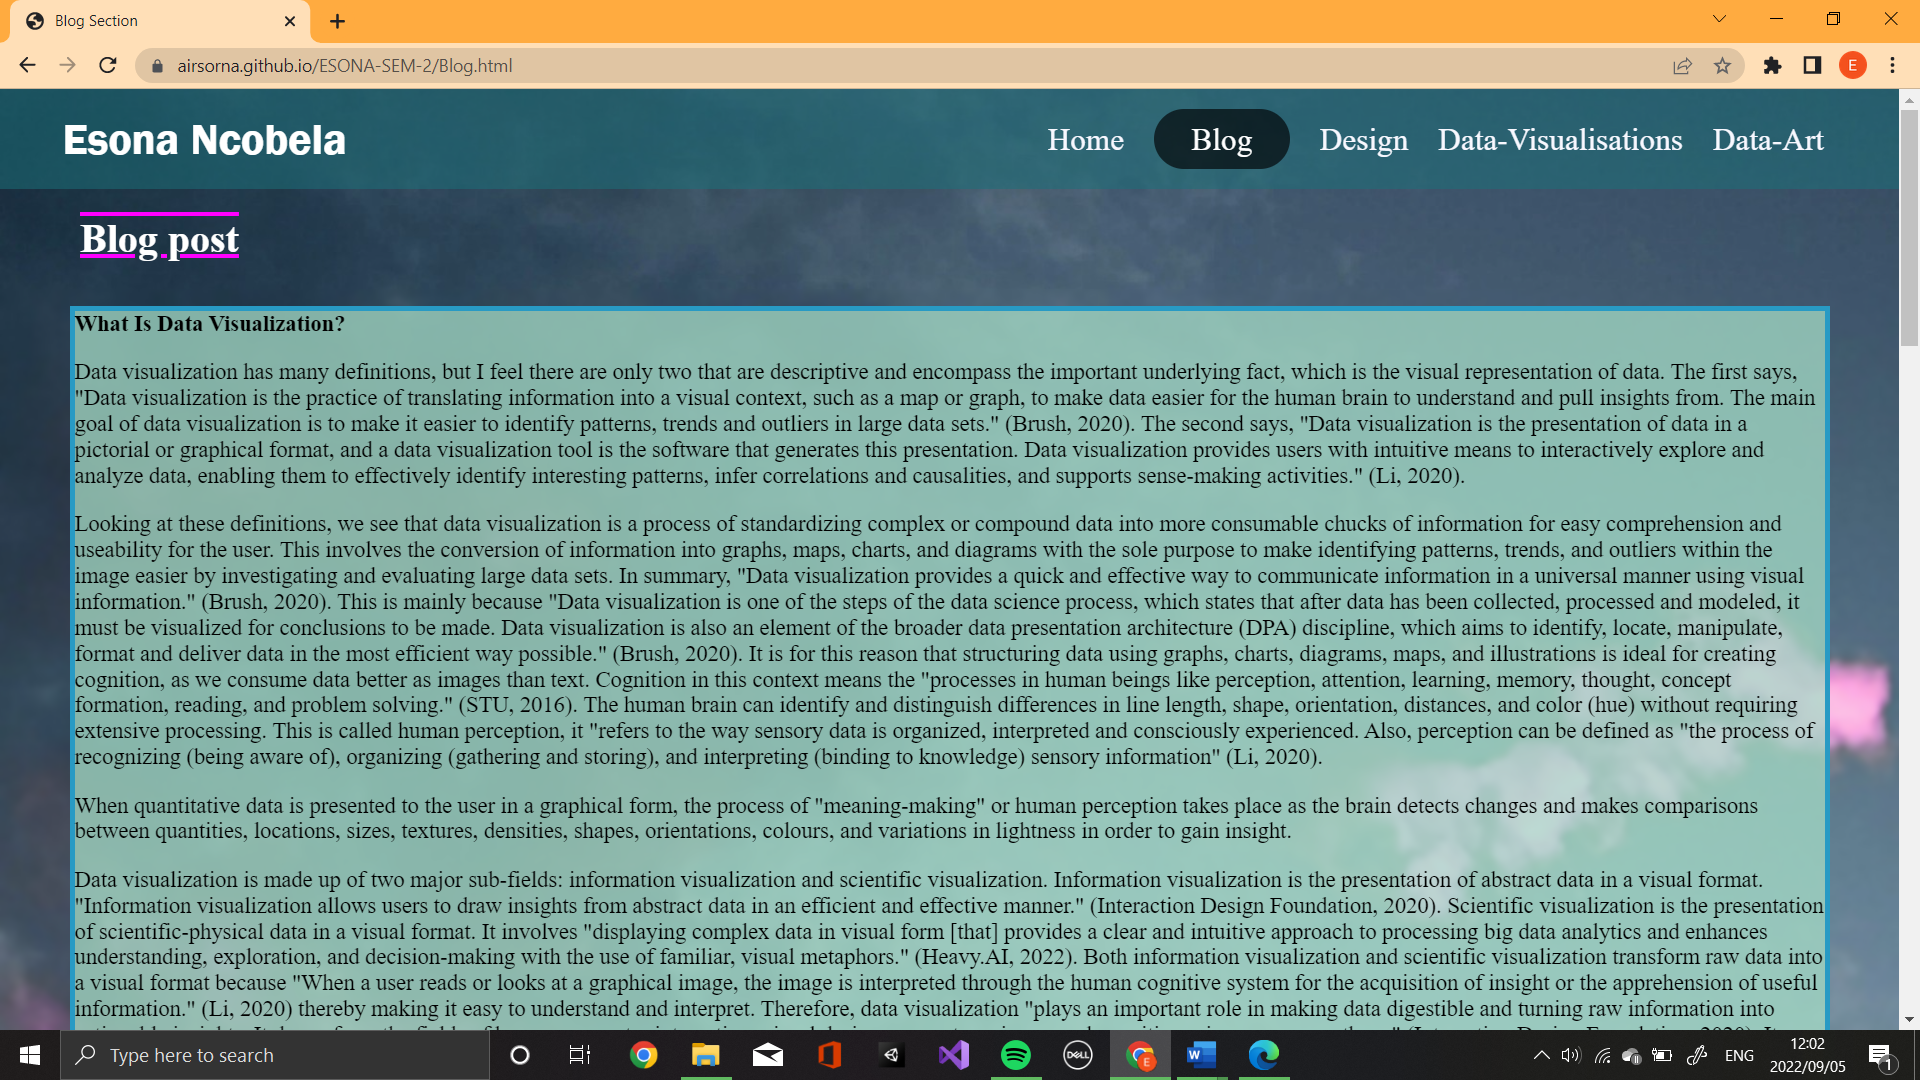 Blog Section
airsorna.github.io/ESONA-SEM-2/Blog.html
E
Esona Ncobela
Home Blog Design Data-Visualisations Data-Art
Blog post
What Is Data Visualization?
Data visualization has many definitions, but I feel there are only two that are descriptive and encompass the important underlying fact, which is the visual representation of data. The first says,
"Data visualization is the practice of translating information into a visual context, such as a map or graph, to make data easier for the human brain to understand and pull insights from. The main
goal of data visualization is to make it easier to identify patterns, trends and outliers in large data sets." (Brush, 2020). The second says, "Data visualization is the presentation of data in a
pictorial or graphical format, and a data visualization tool is the software that generates this presentation. Data visualization provides users with intuitive means to interactively explore and
analyze data, enabling them to effectively identify interesting patterns, infer correlations and causalities, and supports sense-making activities." (Li, 2020).
Looking at these definitions, we see that data visualization is a process of standardizing complex or compound data into more consumable chucks of information for easy comprehension and
useability for the user. This involves the conversion of information into graphs, maps, charts, and diagrams with the sole purpose to make identifying patterns, trends, and outliers within the
image easier by investigating and evaluating large data sets. In summary, "Data visualization provides a quick and effective way to communicate information in a universal manner using visual
information." (Brush, 2020). This is mainly because "Data visualization is one of the steps of the data science process, which states that after data has been collected, processed and modeled, it
must be visualized for conclusions to be made. Data visualization is also an element of the broader data presentation architecture (DPA) discipline, which aims to identify, locate, manipulate,
format and deliver data in the most efficient way possible." (Brush, 2020). It is for this reason that structuring data using graphs, charts, diagrams, maps, and illustrations is ideal for creating
cognition, as we consume data better as images than text. Cognition in this context means the "processes in human beings like perception, attention, learning, memory, thought, concept
formation, reading, and problem solving." (STU, 2016). The human brain can identify and distinguish differences in line length, shape, orientation, distances, and color (hue) without requiring
extensive processing. This is called human perception, it "refers to the way sensory data is organized, interpreted and consciously experienced. Also, perception can be defined as "the process of
recognizing (being aware of), organizing (gathering and storing), and interpreting (binding to knowledge) sensory information" (Li, 2020).
When quantitative data is presented to the user in a graphical form, the process of "meaning-making" or human perception takes place as the brain detects changes and makes comparisons
between quantities, locations, sizes, textures, densities, shapes, orientations, colours, and variations in lightness in order to gain insight.
Data visualization is made up of two major sub-fields: information visualization and scientific visualization. Information visualization is the presentation of abstract data in a visual format.
"Information visualization allows users to draw insights from abstract data in an efficient and effective manner." (Interaction Design Foundation, 2020). Scientific visualization is the presentation
of scientific-physical data in a visual format. It involves "displaying complex data in visual form [that] provides a clear and intuitive approach to processing big data analytics and enhances
understanding, exploration, and decision-making with the use of familiar, visual metaphors." (Heavy.AI, 2022). Both information visualization and scientific visualization transform raw data into
a visual format because "When a user reads or looks at a graphical image, the image is interpreted through the human cognitive system for the acquisition of insight or the apprehension of useful
information." (Li, 2020) thereby making it easy to understand and interpret. Therefore, data visualization "plays an important role in making data digestible and turning raw information into
Type here to search
DELL
E
W
ENG
12:02
2022/09/05
1